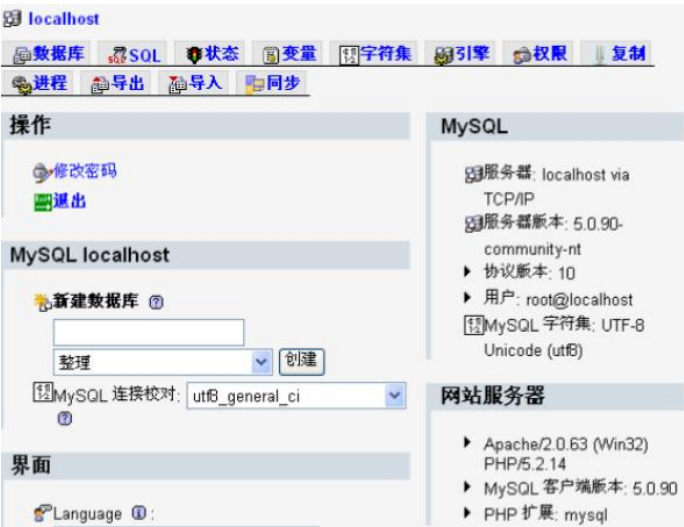 localhost
数据库 SQL 状态 变量 字符集 引擎 权限 复制
进程 导出 导入 同步
操作
修改密码
退出
MySQL localhost
新建数据库
整理 创建
MySQL 连接校对: utf8_general_ci
界面
Language :
MySQL
服务器: localhost via
TCP/IP
服务器版本: 5.0.90-
community-nt
协议版本: 10
用户: root@localhost
MySQL 字符集: UTF-8
Unicode (utf8)
网站服务器
Apache/2.0.63 (Win32)
PHP/5.2.14
MySQL 客户端版本: 5.0.90
PHP 扩展: mysql